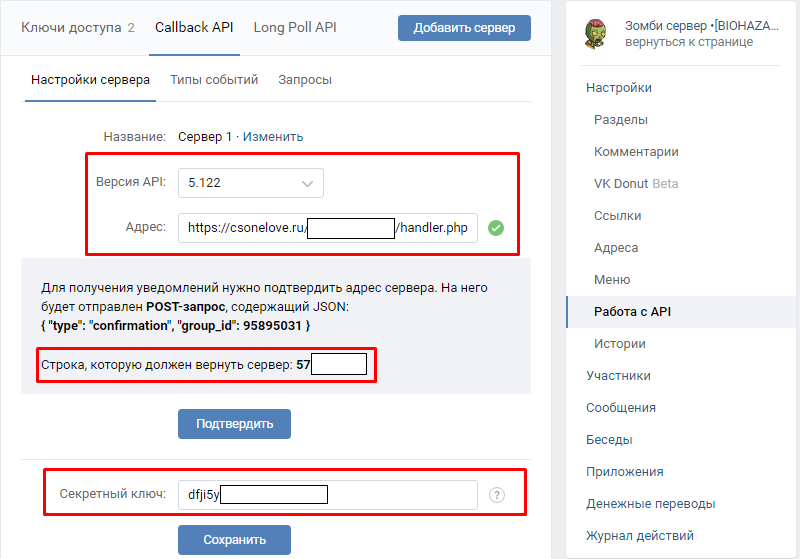 Ключи доступа 2 Callback API Long Poll API Добавить сервер
Настройки сервера Типы событий Запросы
Название: Сервер 1 · Изменить
Версия API: 5.122
Адрес: https://csonelove.ru/ /handler.php
Для получения уведомлений нужно подтвердить адрес сервера. На него
будет отправлен POST-запрос, содержащий JSON:
{ "type": "confirmation", "group_id": 95895031 }
Строка, которую должен вернуть сервер: 57
Подтвердить
Секретный ключ: dfji5y ?
Сохранить
Зомби сервер •[BIOHAZA...
вернуться к странице
Настройки
Разделы
Комментарии
VK Donut Beta
Ссылки
Адреса
Меню
Работа с API
Истории
Участники
Сообщения
Беседы
Приложения
Денежные переводы
Журнал действий